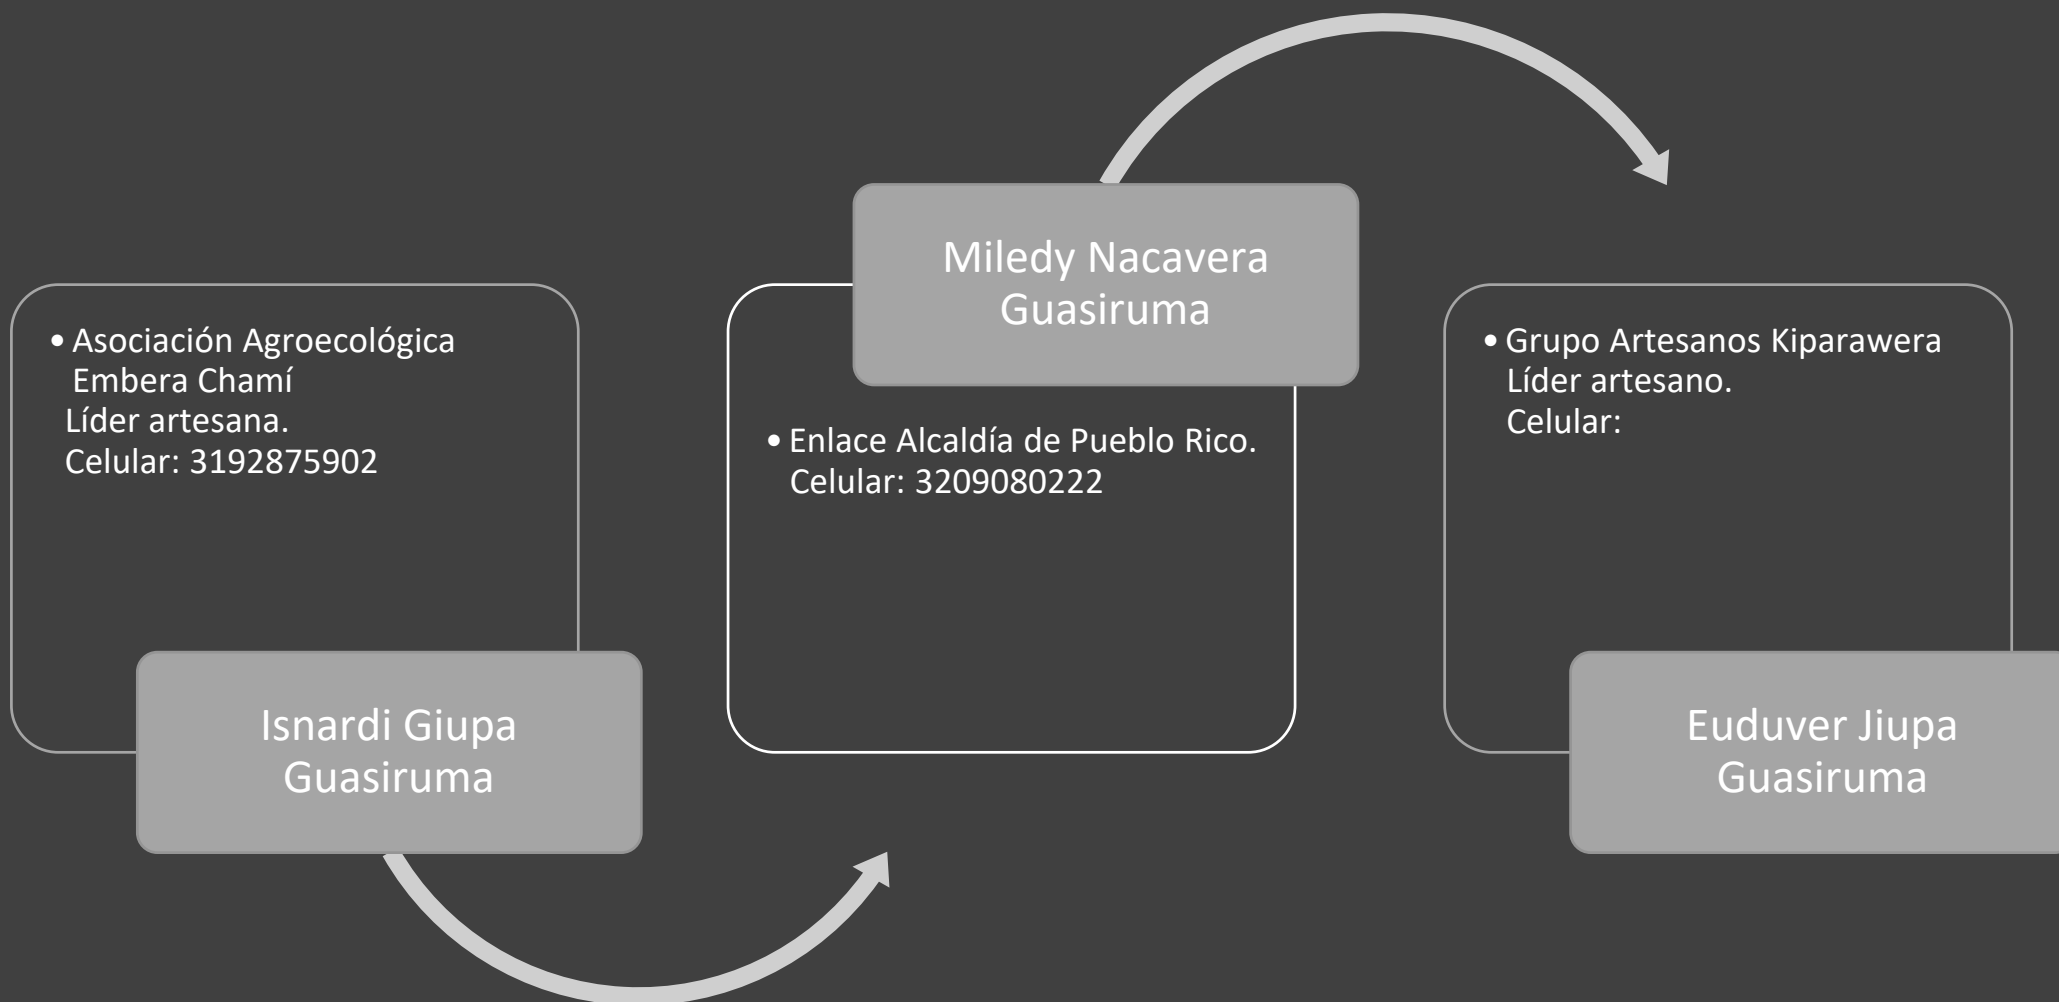 • Asociación Agroecológica
Embera Chamí
Líder artesana.
Celular: 3192875902
Isnardi Giupa
Guasiruma
Miledy Nacavera
Guasiruma
• Enlace Alcaldía de Pueblo Rico.
Celular: 3209080222
• Grupo Artesanos Kiparawera
Líder artesano.
Celular:
Euduver Jiupa
Guasiruma